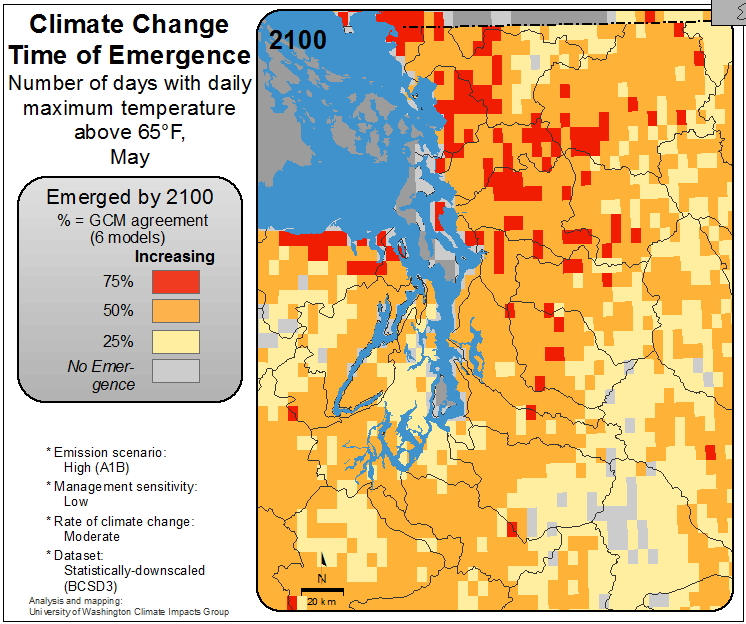 Climate Change
Time of Emergence
Number of days with daily
maximum temperature
above 65°F,
May
Emerged by 2100
% = GCM agreement
(6 models)
Increasing
75%
50%
25%
No Emer-
gence
* Emission scenario:
High (A1B)
* Management sensitivity:
Low
* Rate of climate change:
Moderate
* Dataset:
Statistically-downscaled
(BCSD3)
Analysis and mapping:
University of Washington Climate Impacts Group
2100
N
20 km